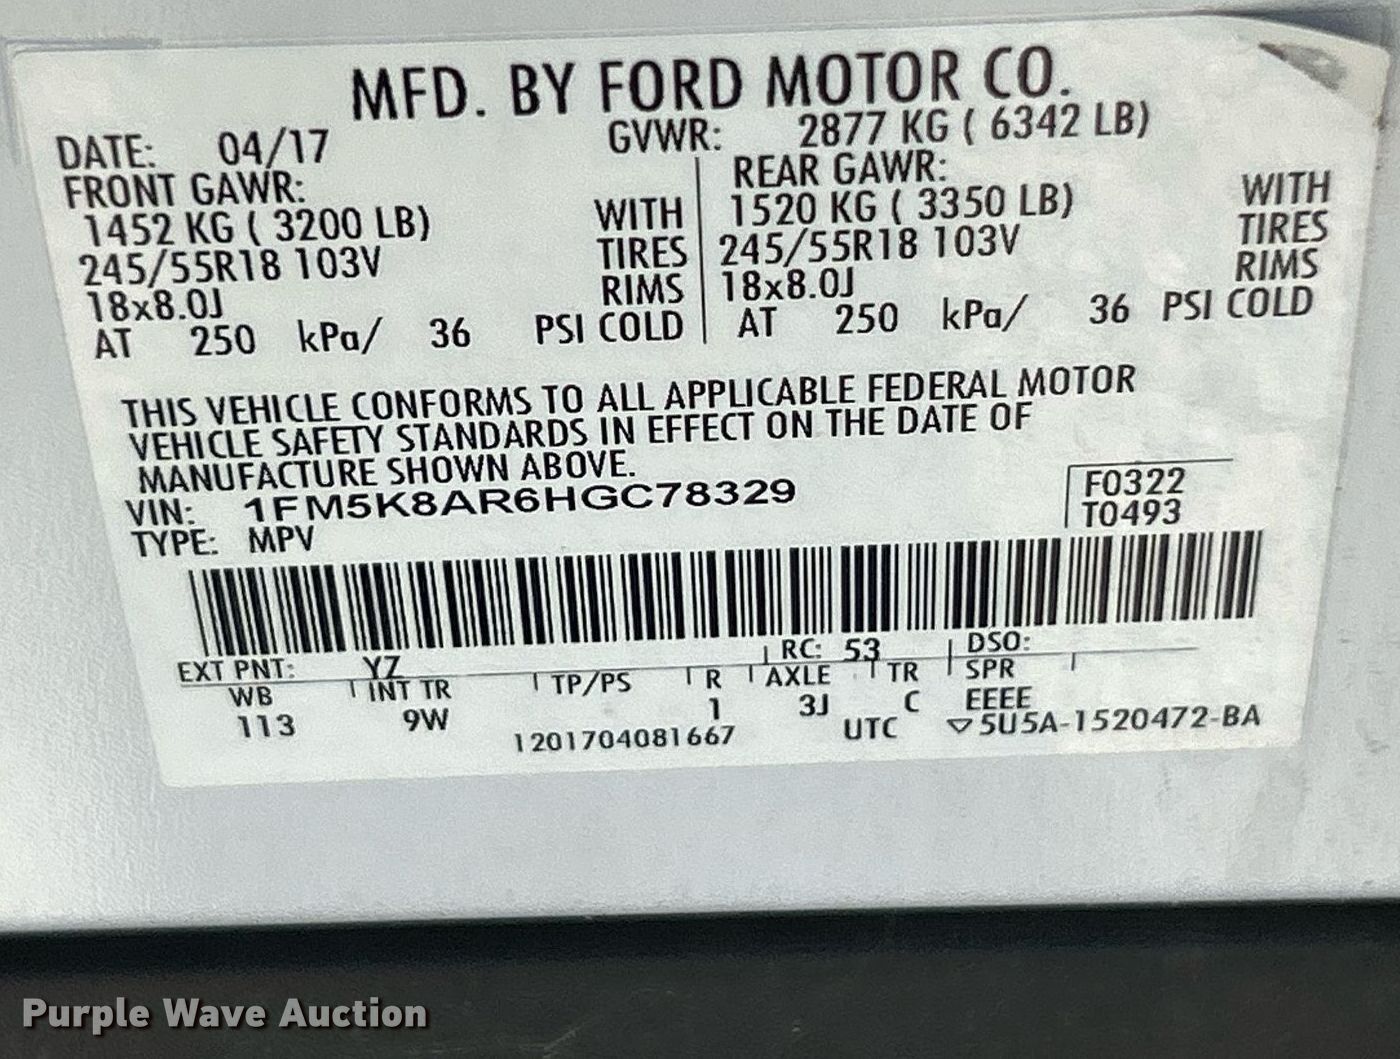 MFD. BY FORD MOTOR CO.
DATE: 04/17 GVWR: 2877 KG ( 6342 LB)
FRONT GAWR: REAR GAWR:
1452 KG ( 3200 LB) WITH 1520 KG ( 3350 LB) WITH
245/55R18 103V TIRES 245/55R18 103V TIRES
18x8.0J RIMS 18x8.0J RIMS
AT 250 kPa/ 36 PSI COLD AT 250 kPa/ 36 PSI COLD
THIS VEHICLE CONFORMS TO ALL APPLICABLE FEDERAL MOTOR
VEHICLE SAFETY STANDARDS IN EFFECT ON THE DATE OF
MANUFACTURE SHOWN ABOVE.
VIN: 1FM5K8AR6HGC78329 F0322
TYPE: MPV T0493
EXT PNT: YZ RC: 53 DSO:
WB INT TR TP/PS R AXLE TR SPR
113 9W 1 3J C EEEE
1201704081667 UTC ▽5U5A-1520472-BA
Purple Wave Auction